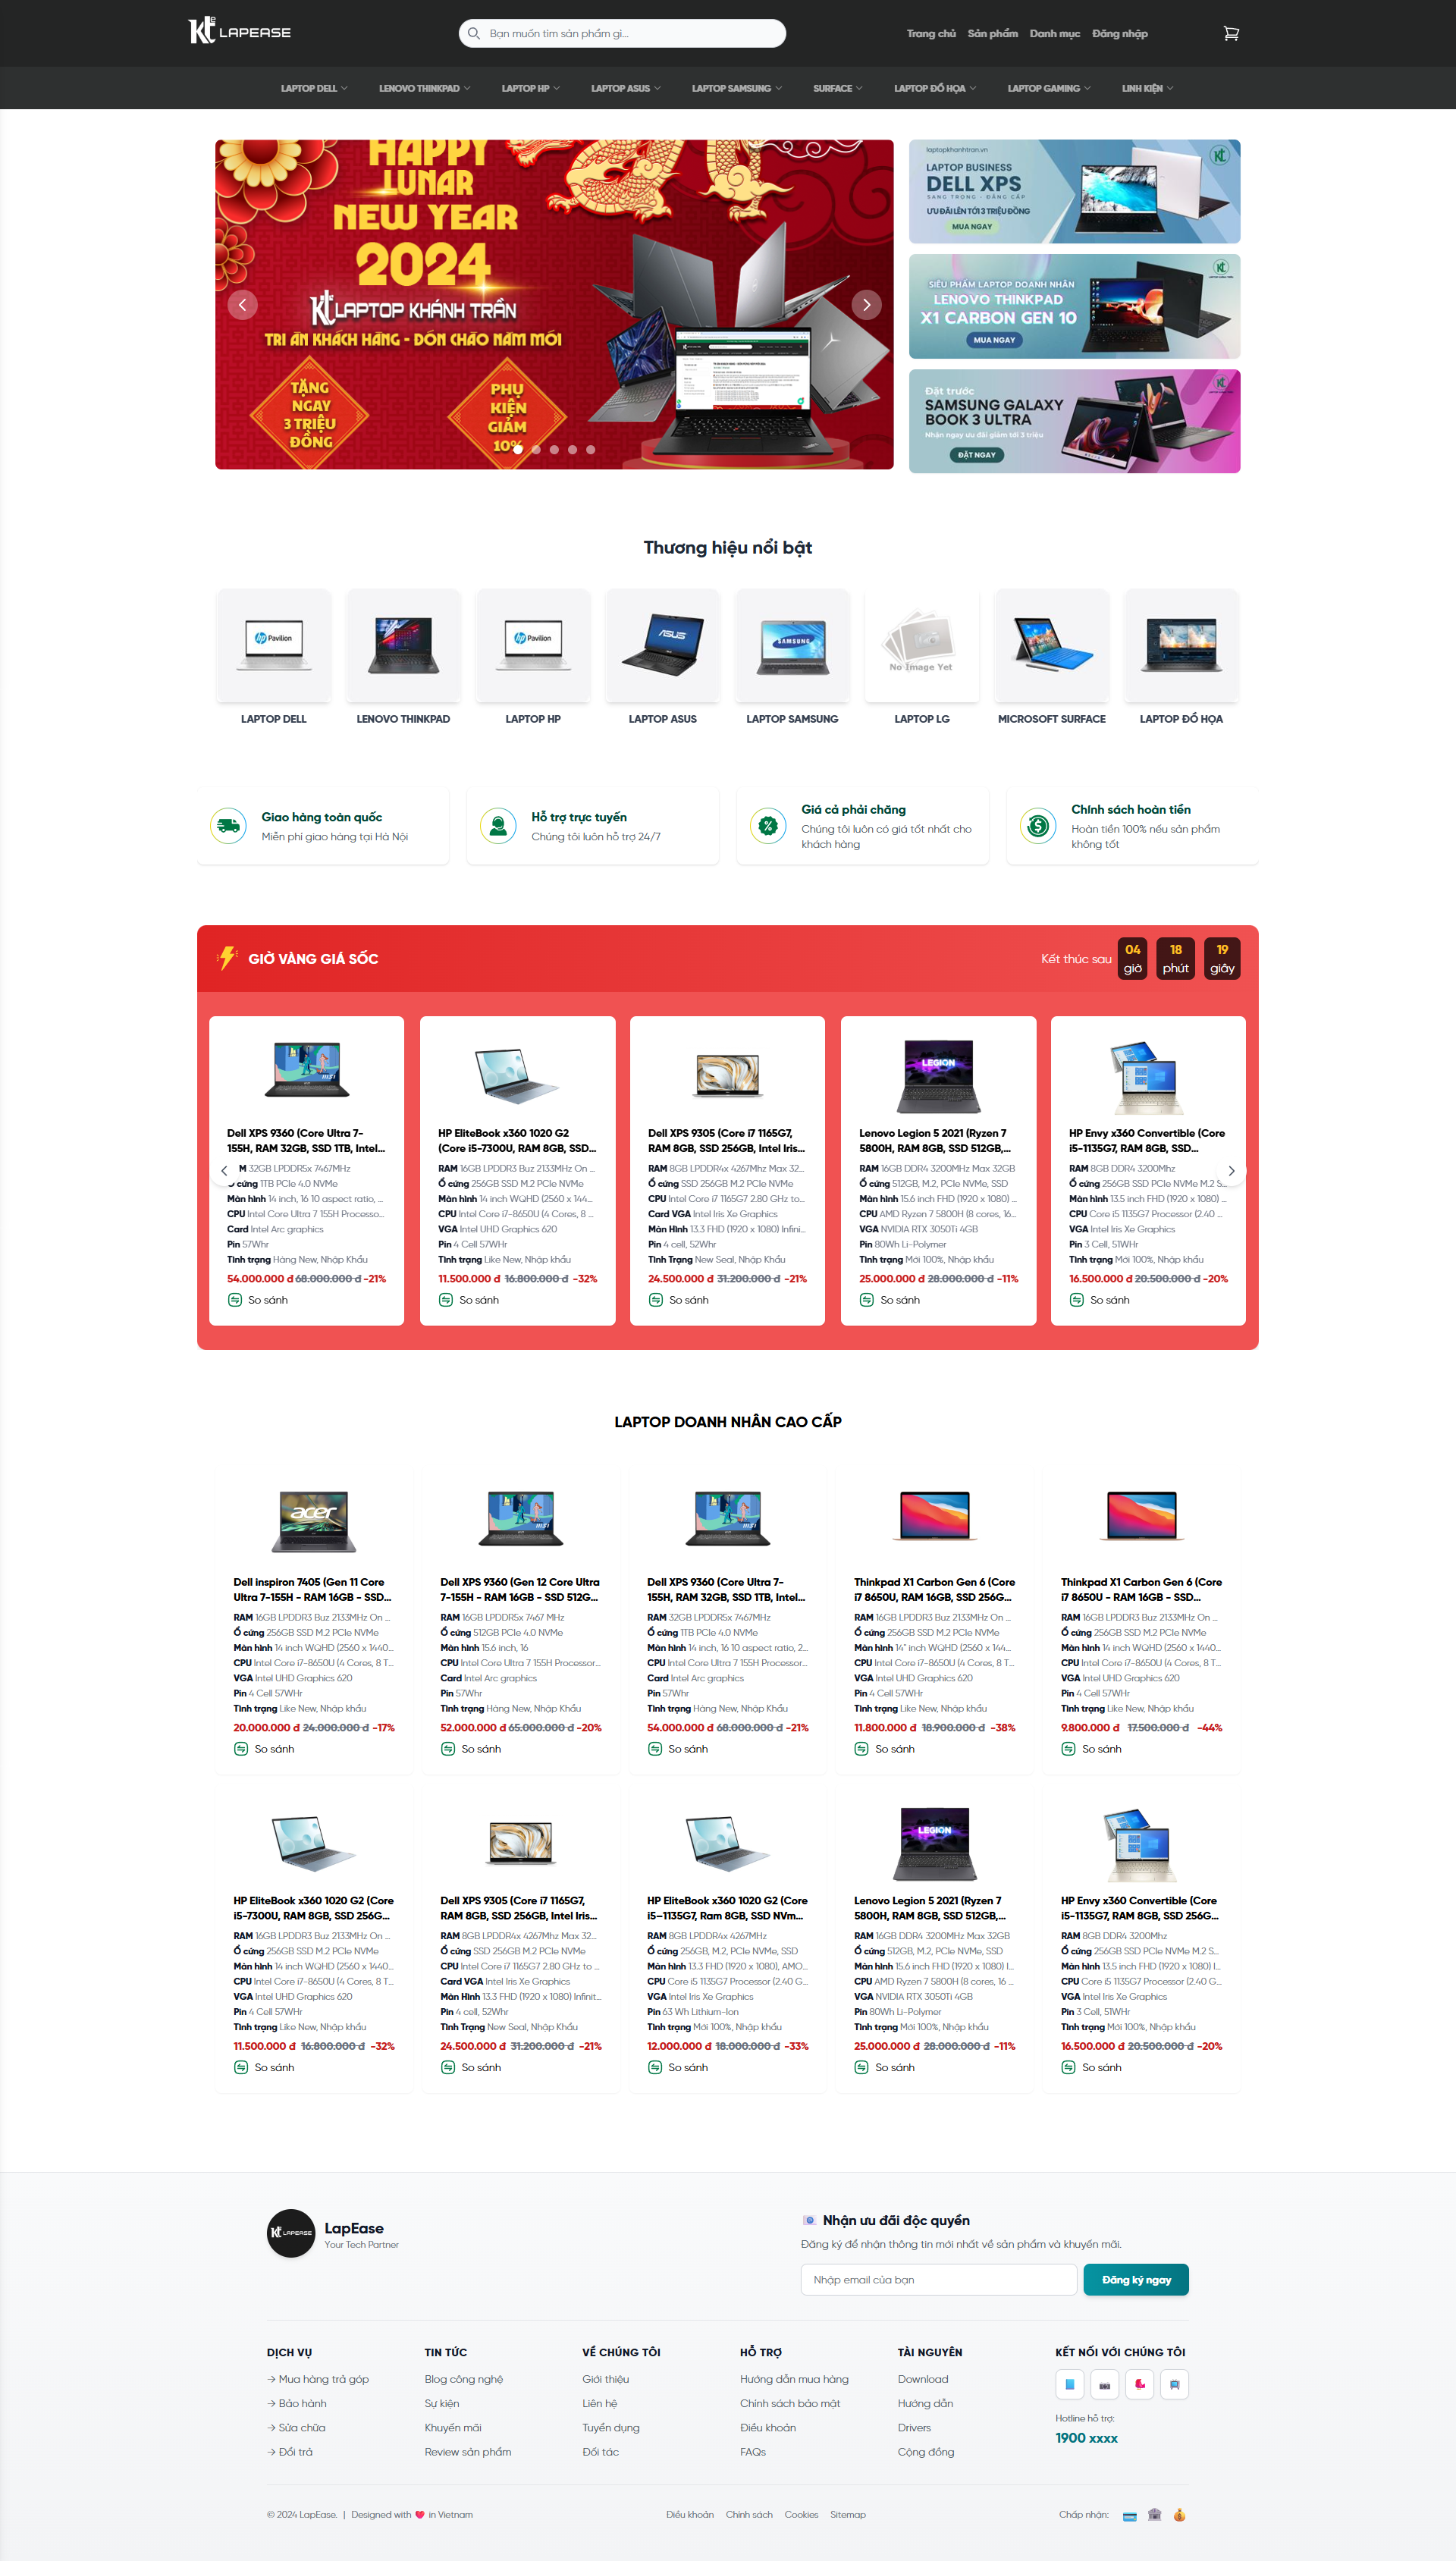 Kt LAPEASE
Bạn muốn tìm sản phẩm gì...
Trang chủ Sản phẩm Danh mục Đăng nhập
LAPTOP DELL LENOVO THINKPAD LAPTOP HP LAPTOP ASUS LAPTOP SAMSUNG SURFACE LAPTOP ĐỒ HỌA LAPTOP GAMING LINH KIỆN
HAPPY
LUNAR
NEW YEAR
2024
Kt LAPTOP KHÁNH TRẦN
TRI ÂN KHÁCH HÀNG - ĐÓN CHÀO NĂM MỚI
TẶNG
NGAY
3 TRIỆU
ĐỒNG
PHỤ
KIỆN
GIẢM
10%
laptopkhanhtran.vn
LAPTOP BUSINESS
DELL XPS
SANG TRỌNG - ĐẲNG CẤP
ƯU ĐÃI LÊN TỚI 3 TRIỆU ĐỒNG
MUA NGAY
SIÊU PHẨM LAPTOP DOANH NHÂN
LENOVO THINKPAD
X1 CARBON GEN 10
MUA NGAY
Đặt trước
SAMSUNG GALAXY
BOOK 3 ULTRA
Nhận ngay ưu đãi giảm tới 3 triệu
ĐẶT NGAY
Thương hiệu nổi bật
hp Pavilion
hp Pavilion
ASUS
SAMSUNG
No Image Yet
LAPTOP DELL LENOVO THINKPAD LAPTOP HP LAPTOP ASUS LAPTOP SAMSUNG LAPTOP LG MICROSOFT SURFACE LAPTOP ĐỒ HỌA
Giao hàng toàn quốc
Miễn phí giao hàng tại Hà Nội
Hỗ trợ trực tuyến
Chúng tôi luôn hỗ trợ 24/7
Giá cả phải chăng
Chúng tôi luôn có giá tốt nhất cho
khách hàng
Chính sách hoàn tiền
Hoàn tiền 100% nếu sản phẩm
không tốt
GIỜ VÀNG GIÁ SỐC
Kết thúc sau
04
giờ
18
phút
19
giây
Dell XPS 9360 (Core Ultra 7-
155H, RAM 32GB, SSD 1TB, Intel...
M 32GB LPDDR5x 7467MHz
Ổ cứng 1TB PCIe 4.0 NVMe
Màn hình 14 inch, 16 10 aspect ratio, ...
CPU Intel Core Ultra 7 155H Processo...
Card Intel Arc graphics
Pin 57Whr
Tình trạng Hàng New, Nhập Khẩu
54.000.000 đ 68.000.000 đ -21%
So sánh
HP EliteBook x360 1020 G2
(Core i5-7300U, RAM 8GB, SSD...
RAM 16GB LPDDR3 Buz 2133MHz On ...
Ổ cứng 256GB SSD M.2 PCIe NVMe
Màn hình 14 inch WQHD (2560 x 144...
CPU Intel Core i7-8650U (4 Cores, 8 ...
VGA Intel UHD Graphics 620
Pin 4 Cell 57WHr
Tình trạng Like New, Nhập khẩu
11.500.000 đ 16.800.000 đ -32%
So sánh
Dell XPS 9305 (Core i7 1165G7,
RAM 8GB, SSD 256GB, Intel Iris...
RAM 8GB LPDDR4x 4267Mhz Max 32...
Ổ cứng SSD 256GB M.2 PCIe NVMe
CPU Intel Core i7 1165G7 2.80 GHz to...
Card VGA Intel Iris Xe Graphics
Màn Hình 13.3 FHD (1920 x 1080) Infini...
Pin 4 cell, 52Whr
Tình Trạng New Seal, Nhập Khẩu
24.500.000 đ 31.200.000 đ -21%
So sánh
LEGION
Lenovo Legion 5 2021 (Ryzen 7
5800H, RAM 8GB, SSD 512GB,...
RAM 16GB DDR4 3200MHz Max 32GB
Ổ cứng 512GB, M.2, PCIe NVMe, SSD
Màn hình 15.6 inch FHD (1920 x 1080) ...
CPU AMD Ryzen 7 5800H (8 cores, 16...
VGA NVIDIA RTX 3050Ti 4GB
Pin 80Wh Li-Polymer
Tình trạng Mới 100%, Nhập khẩu
25.000.000 đ 28.000.000 đ -11%
So sánh
HP Envy x360 Convertible (Core
i5-1135G7, RAM 8GB, SSD...
RAM 8GB DDR4 3200Mhz
Ổ cứng 256GB SSD PCIe NVMe M.2 S...
Màn hình 13.5 inch FHD (1920 x 1080) ...
CPU Core i5 1135G7 Processor (2.40 ...
VGA Intel Iris Xe Graphics
Pin 3 Cell, 51WHr
Tình trạng Mới 100%, Nhập khẩu
16.500.000 đ 20.500.000 đ -20%
So sánh
LAPTOP DOANH NHÂN CAO CẤP
acer
Dell inspiron 7405 (Gen 11 Core
Ultra 7-155H - RAM 16GB - SSD...
RAM 16GB LPDDR3 Buz 2133MHz On ...
Ổ cứng 256GB SSD M.2 PCIe NVMe
Màn hình 14 inch WQHD (2560 x 1440...
CPU Intel Core i7-8650U (4 Cores, 8 T...
VGA Intel UHD Graphics 620
Pin 4 Cell 57WHr
Tình trạng Like New, Nhập khẩu
20.000.000 đ 24.000.000 đ -17%
So sánh
Dell XPS 9360 (Gen 12 Core Ultra
7-155H - RAM 16GB - SSD 512G...
RAM 16GB LPDDR5x 7467 MHz
Ổ cứng 512GB PCIe 4.0 NVMe
Màn hình 15.6 inch, 16
CPU Intel Core Ultra 7 155H Processor...
Card Intel Arc graphics
Pin 57Whr
Tình trạng Hàng New, Nhập Khẩu
52.000.000 đ 65.000.000 đ -20%
So sánh
Dell XPS 9360 (Core Ultra 7-
155H, RAM 32GB, SSD 1TB, Intel...
RAM 32GB LPDDR5x 7467MHz
Ổ cứng 1TB PCIe 4.0 NVMe
Màn hình 14 inch, 16 10 aspect ratio, 2...
CPU Intel Core Ultra 7 155H Processor...
Card Intel Arc graphics
Pin 57Whr
Tình trạng Hàng New, Nhập Khẩu
54.000.000 đ 68.000.000 đ -21%
So sánh
Thinkpad X1 Carbon Gen 6 (Core
i7 8650U, RAM 16GB, SSD 256G...
RAM 16GB LPDDR3 Buz 2133MHz On ...
Ổ cứng 256GB SSD M.2 PCIe NVMe
Màn hình 14" inch WQHD (2560 x 144...
CPU Intel Core i7-8650U (4 Cores, 8 T...
VGA Intel UHD Graphics 620
Pin 4 Cell 57WHr
Tình trạng Like New, Nhập khẩu
11.800.000 đ 18.900.000 đ -38%
So sánh
Thinkpad X1 Carbon Gen 6 (Core
i7 8650U - RAM 16GB - SSD...
RAM 16GB LPDDR3 Buz 2133MHz On ...
Ổ cứng 256GB SSD M.2 PCIe NVMe
Màn hình 14 inch WQHD (2560 x 1440...
CPU Intel Core i7-8650U (4 Cores, 8 T...
VGA Intel UHD Graphics 620
Pin 4 Cell 57WHr
Tình trạng Like New, Nhập khẩu
9.800.000 đ 17.500.000 đ -44%
So sánh
HP EliteBook x360 1020 G2 (Core
i5-7300U, RAM 8GB, SSD 256G...
RAM 16GB LPDDR3 Buz 2133MHz On ...
Ổ cứng 256GB SSD M.2 PCIe NVMe
Màn hình 14 inch WQHD (2560 x 1440...
CPU Intel Core i7-8650U (4 Cores, 8 T...
VGA Intel UHD Graphics 620
Pin 4 Cell 57WHr
Tình trạng Like New, Nhập khẩu
11.500.000 đ 16.800.000 đ -32%
So sánh
Dell XPS 9305 (Core i7 1165G7,
RAM 8GB, SSD 256GB, Intel Iris...
RAM 8GB LPDDR4x 4267Mhz Max 32...
Ổ cứng SSD 256GB M.2 PCIe NVMe
CPU Intel Core i7 1165G7 2.80 GHz to ...
Card VGA Intel Iris Xe Graphics
Màn Hình 13.3 FHD (1920 x 1080) Infinit...
Pin 4 cell, 52Whr
Tình Trạng New Seal, Nhập Khẩu
24.500.000 đ 31.200.000 đ -21%
So sánh
HP EliteBook x360 1020 G2 (Core
i5–1135G7, Ram 8GB, SSD NVm...
RAM 8GB LPDDR4x 4267MHz
Ổ cứng 256GB, M.2, PCIe NVMe, SSD
Màn hình 13.3 FHD (1920 x 1080), AMO...
CPU Core i5 1135G7 Processor (2.40 G...
VGA Intel Iris Xe Graphics
Pin 63 Wh Lithium-Ion
Tình trạng Mới 100%, Nhập khẩu
12.000.000 đ 18.000.000 đ -33%
So sánh
LEGION
Lenovo Legion 5 2021 (Ryzen 7
5800H, RAM 8GB, SSD 512GB,...
RAM 16GB DDR4 3200MHz Max 32GB
Ổ cứng 512GB, M.2, PCIe NVMe, SSD
Màn hình 15.6 inch FHD (1920 x 1080) I...
CPU AMD Ryzen 7 5800H (8 cores, 16 ...
VGA NVIDIA RTX 3050Ti 4GB
Pin 80Wh Li-Polymer
Tình trạng Mới 100%, Nhập khẩu
25.000.000 đ 28.000.000 đ -11%
So sánh
HP Envy x360 Convertible (Core
i5-1135G7, RAM 8GB, SSD 256G...
RAM 8GB DDR4 3200Mhz
Ổ cứng 256GB SSD PCIe NVMe M.2 S...
Màn hình 13.5 inch FHD (1920 x 1080) I...
CPU Core i5 1135G7 Processor (2.40 G...
VGA Intel Iris Xe Graphics
Pin 3 Cell, 51WHr
Tình trạng Mới 100%, Nhập khẩu
16.500.000 đ 20.500.000 đ -20%
So sánh
Kt LAPEASE
LapEase
Your Tech Partner
Nhận ưu đãi độc quyền
Đăng ký để nhận thông tin mới nhất về sản phẩm và khuyến mãi.
Nhập email của bạn
Đăng ký ngay
DỊCH VỤ
→ Mua hàng trả góp
→ Bảo hành
→ Sửa chữa
→ Đổi trả
TIN TỨC
Blog công nghệ
Sự kiện
Khuyến mãi
Review sản phẩm
VỀ CHÚNG TÔI
Giới thiệu
Liên hệ
Tuyển dụng
Đối tác
HỖ TRỢ
Hướng dẫn mua hàng
Chính sách bảo mật
Điều khoản
FAQs
TÀI NGUYÊN
Download
Hướng dẫn
Drivers
Cộng đồng
KẾT NỐI VỚI CHÚNG TÔI
Hotline hỗ trợ:
1900 xxxx
© 2024 LapEase. | Designed with ❤️ in Vietnam
Điều khoản Chính sách Cookies Sitemap
Chấp nhận: